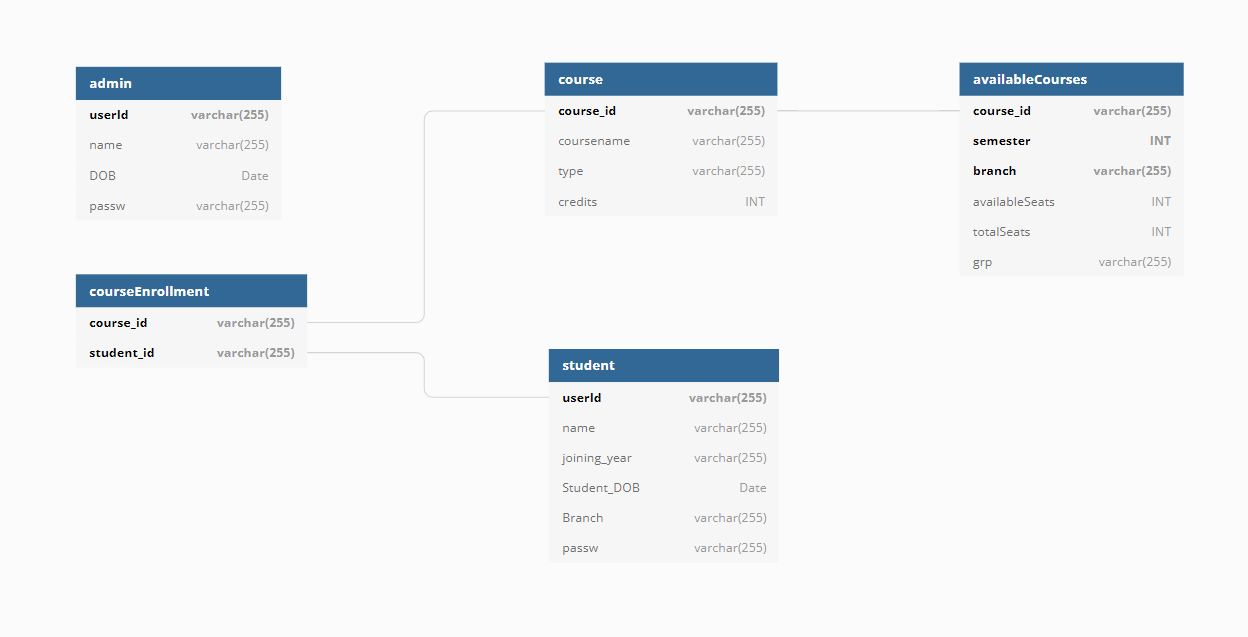 admin
userId varchar(255)
name varchar(255)
DOB Date
passw varchar(255)
courseEnrollment
course_id varchar(255)
student_id varchar(255)
course
course_id varchar(255)
coursename varchar(255)
type varchar(255)
credits INT
student
userId varchar(255)
name varchar(255)
joining_year varchar(255)
Student_DOB Date
Branch varchar(255)
passw varchar(255)
availableCourses
course_id varchar(255)
semester INT
branch varchar(255)
availableSeats INT
totalSeats INT
grp varchar(255)